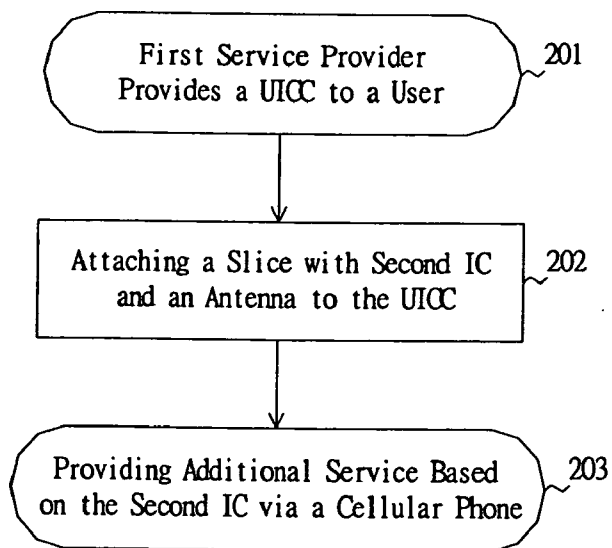 First Service Provider
Provides a UICC to a User
201
Attaching a Slice with Second IC
and an Antenna to the UICC
202
Providing Additional Service Based
on the Second IC via a Cellular Phone
203